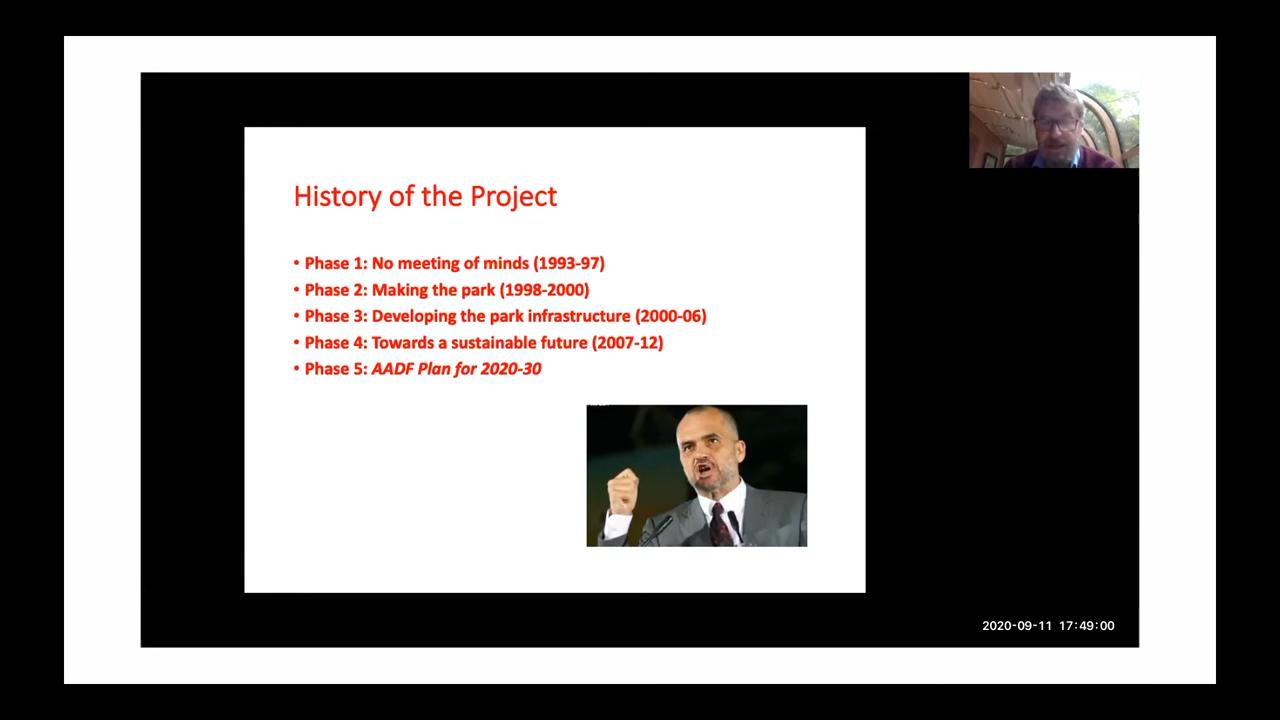 History of the Project
• Phase 1: No meeting of minds (1993-97)
• Phase 2: Making the park (1998-2000)
• Phase 3: Developing the park infrastructure (2000-06)
• Phase 4: Towards a sustainable future (2007-12)
• Phase 5: AADF Plan for 2020-30
2020-09-11 17:49:00